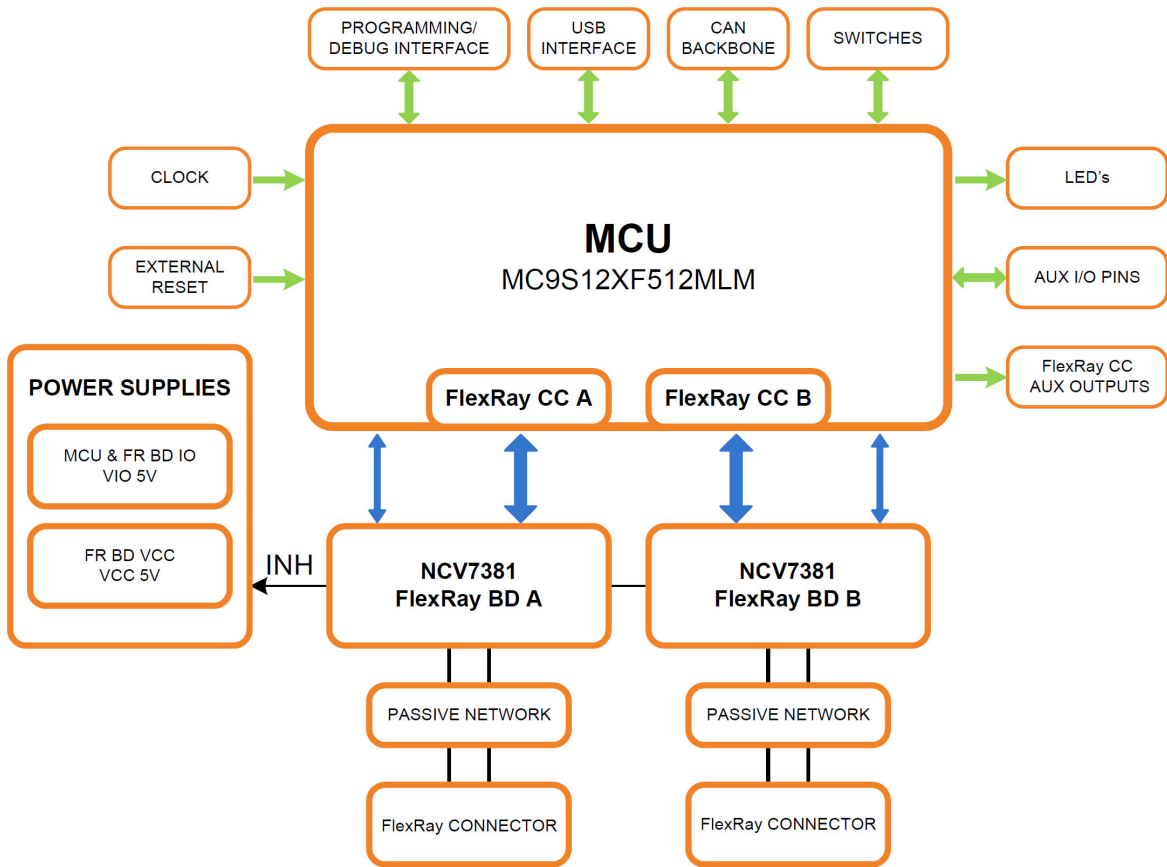 PROGRAMMING/
DEBUG INTERFACE
USB
INTERFACE
CAN
BACKBONE
SWITCHES
CLOCK
EXTERNAL
RESET
MCU
MC9S12XF512MLM
LED's
AUX I/O PINS
FlexRay CC
AUX OUTPUTS
FlexRay CC A
FlexRay CC B
POWER SUPPLIES
MCU & FR BD IO
VIO 5V
FR BD VCC
VCC 5V
INH
NCV7381
FlexRay BD A
NCV7381
FlexRay BD B
PASSIVE NETWORK
PASSIVE NETWORK
FlexRay CONNECTOR
FlexRay CONNECTOR